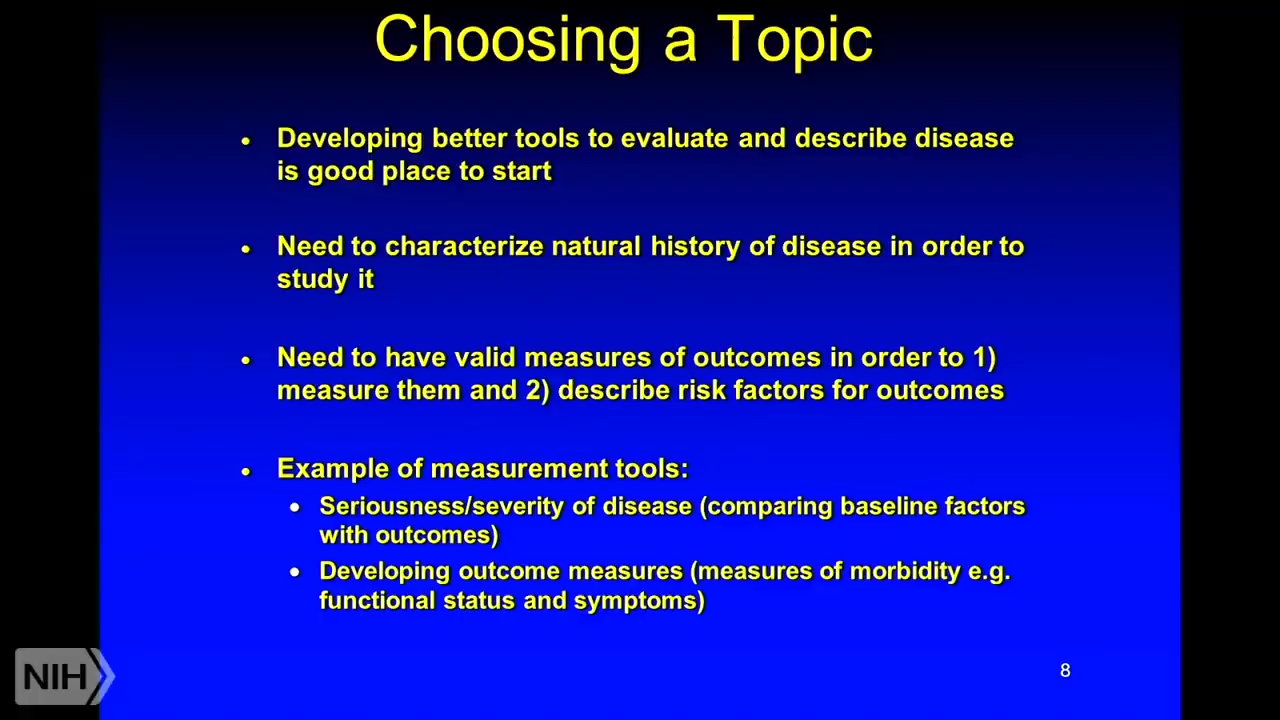 Choosing a Topic
• Developing better tools to evaluate and describe disease
is good place to start
• Need to characterize natural history of disease in order to
study it
• Need to have valid measures of outcomes in order to 1)
measure them and 2) describe risk factors for outcomes
• Example of measurement tools:
• Seriousness/severity of disease (comparing baseline factors
with outcomes)
• Developing outcome measures (measures of morbidity e.g.
functional status and symptoms)
NIH
8